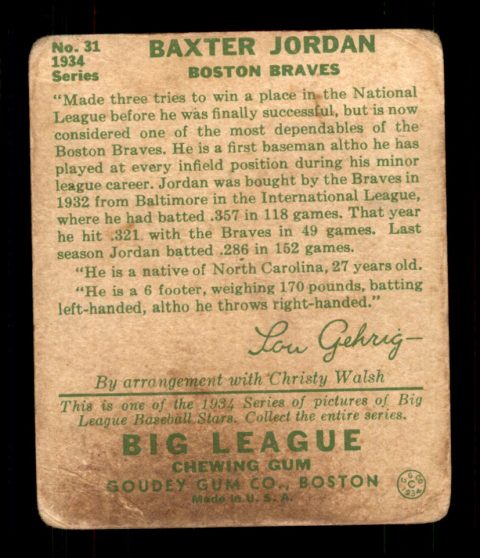 No. 31
1934
Series
BAXTER JORDAN
BOSTON BRAVES
"Made three tries to win a place in the National
League before he was finally successful, but is now
considered one of the most dependables of the
Boston Braves. He is a first baseman altho he has
played at every infield position during his minor
league career. Jordan was bought by the Braves in
1932 from Baltimore in the International League,
where he had batted .357 in 118 games. That year
he hit .321 with the Braves in 49 games. Last
season Jordan batted .286 in 152 games.
"He is a native of North Carolina, 27 years old.
"He is a 6 footer, weighing 170 pounds, batting
left-handed, altho he throws right-handed."
Lou Gehrig
By arrangement with Christy Walsh
This is one of the 1934 Series of pictures of Big
League Baseball Stars. Collect the entire series.
BIG LEAGUE
CHEWING GUM
GOUDEY GUM CO., BOSTON
Made in U. S. A.
G. G. CO.
C
1934